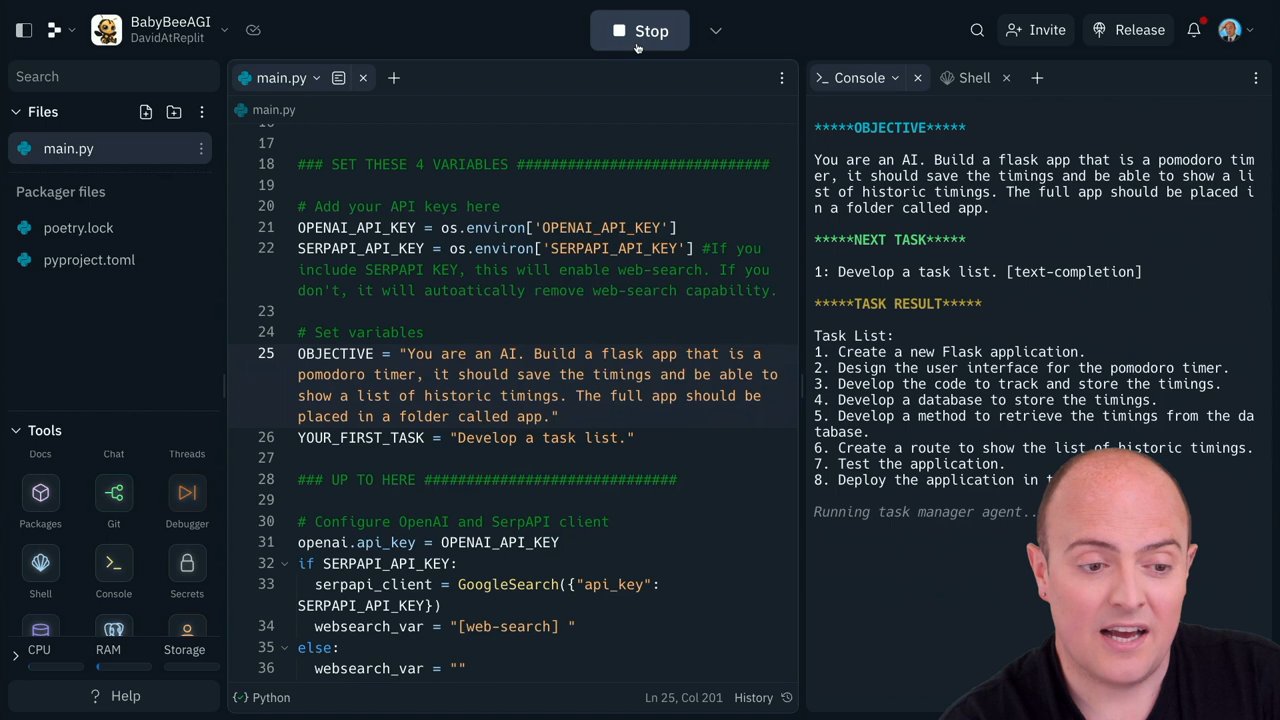 BabyBeeAGI
DavidAtReplit
Stop
Invite
Release
Search
Files
main.py
Packager files
poetry.lock
pyproject.toml
Tools
Docs
Chat
Threads
Packages
Git
Debugger
Shell
Console
Secrets
CPU
RAM
Storage
? Help
main.py
main.py
17
18 ### SET THESE 4 VARIABLES ##############################
19
20 # Add your API keys here
21 OPENAI_API_KEY = os.environ['OPENAI_API_KEY']
22 SERPAPI_API_KEY = os.environ['SERPAPI_API_KEY'] #If you
include SERPAPI KEY, this will enable web-search. If you
don't, it will autoatically remove web-search capability.
23
24 # Set variables
25 OBJECTIVE = "You are an AI. Build a flask app that is a
pomodoro timer, it should save the timings and be able to
show a list of historic timings. The full app should be
placed in a folder called app."
26 YOUR_FIRST_TASK = "Develop a task list."
27
28 ### UP TO HERE ##############################
29
30 # Configure OpenAI and SerpAPI client
31 openai.api_key = OPENAI_API_KEY
32 if SERPAPI_API_KEY:
33 serpapi_client = GoogleSearch({"api_key":
SERPAPI_API_KEY})
34 websearch_var = "[web-search] "
35 else:
36 websearch_var = ""
Python
Ln 25, Col 201
History
Console
Shell
*****OBJECTIVE*****
You are an AI. Build a flask app that is a pomodoro tim
er, it should save the timings and be able to show a li
st of historic timings. The full app should be placed i
n a folder called app.
*****NEXT TASK*****
1: Develop a task list. [text-completion]
*****TASK RESULT*****
Task List:
1. Create a new Flask application.
2. Design the user interface for the pomodoro timer.
3. Develop the code to track and store the timings.
4. Develop a database to store the timings.
5. Develop a method to retrieve the timings from the da
tabase.
6. Create a route to show the list of historic timings.
7. Test the application.
8. Deploy the application in
Running task manager agent..